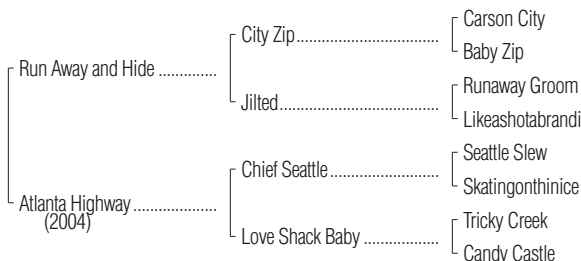 Carson City
City Zip
Baby Zip
Run Away and Hide
Runaway Groom
Jilted
Likeashotabrandi
Seattle Slew
Chief Seattle
Skatingonthinice
Atlanta Highway
(2004)
Tricky Creek
Love Shack Baby
Candy Castle